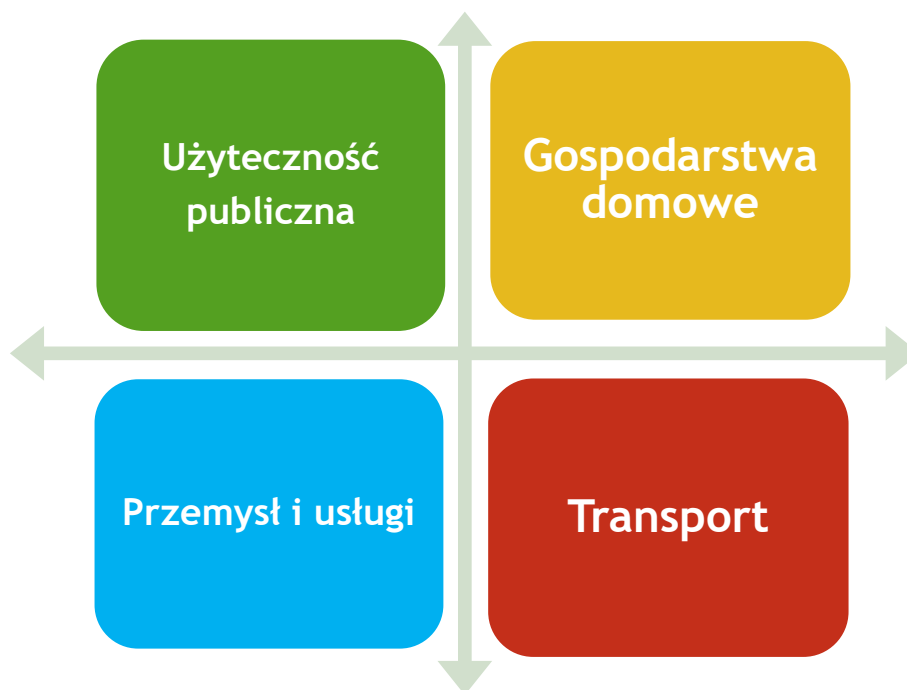 Użyteczność
publiczna
Gospodarstwa
domowe
Przemysł i usługi
Transport